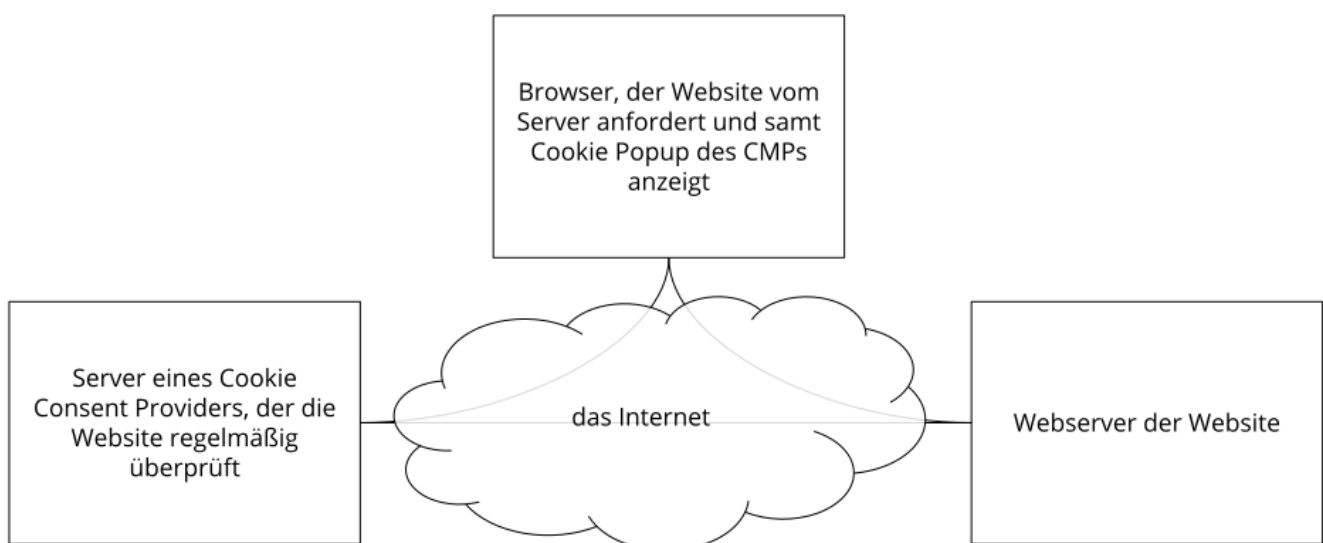 Browser, der Website vom
Server anfordert und samt
Cookie Popup des CMPs
anzeigt
Server eines Cookie
Consent Providers, der die
Website regelmäßig
überprüft
das Internet
Webserver der Website